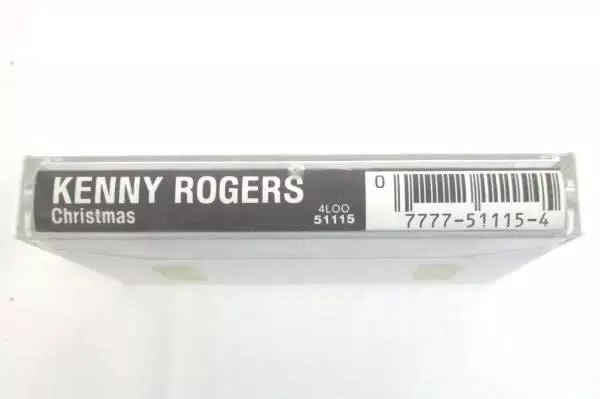 KENNY ROGERS
Christmas
4LOO
51115
0
7777-51115-4